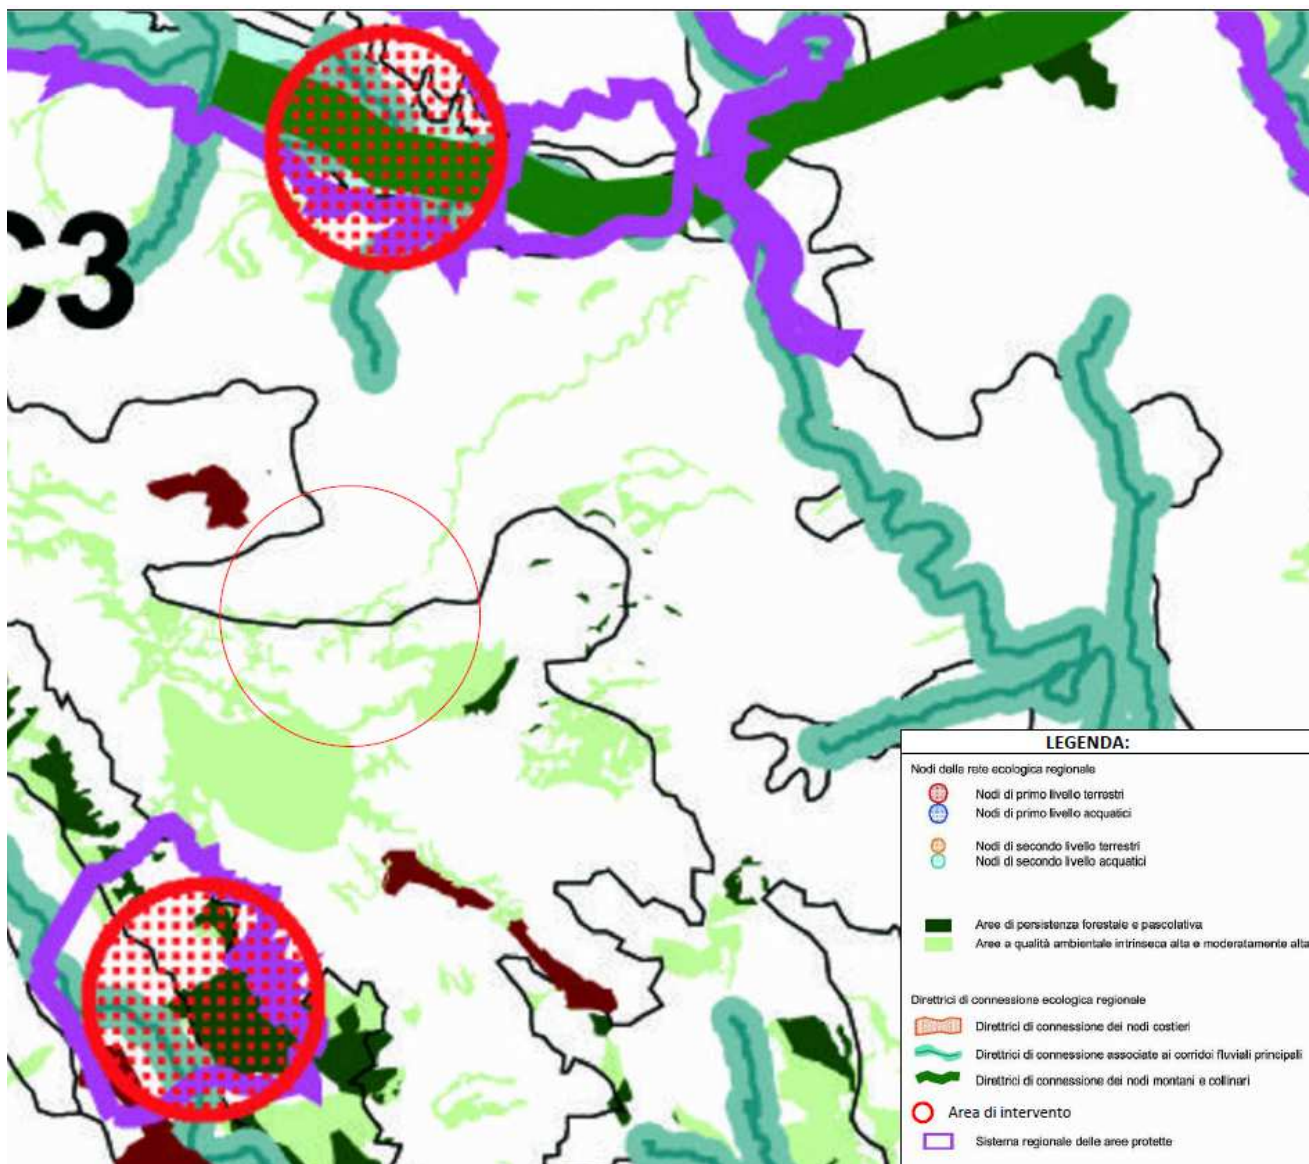 C3
LEGENDA:
Nodi della rete ecologica regionale
Nodi di primo livello terrestri
Nodi di primo livello acquatici
Nodi di secondo livello terrestri
Nodi di secondo livello acquatici
Aree di persistenza forestale e pascolativa
Aree a qualità ambientale intrinseca alta e moderatamente alta
Direttrici di connessione ecologica regionale
Direttrici di connessione dei nodi costieri
Direttrici di connessione associate ai corridoi fluviali principali
Direttrici di connessione dei nodi montani e collinari
Area di intervento
Sistema regionale delle aree protette